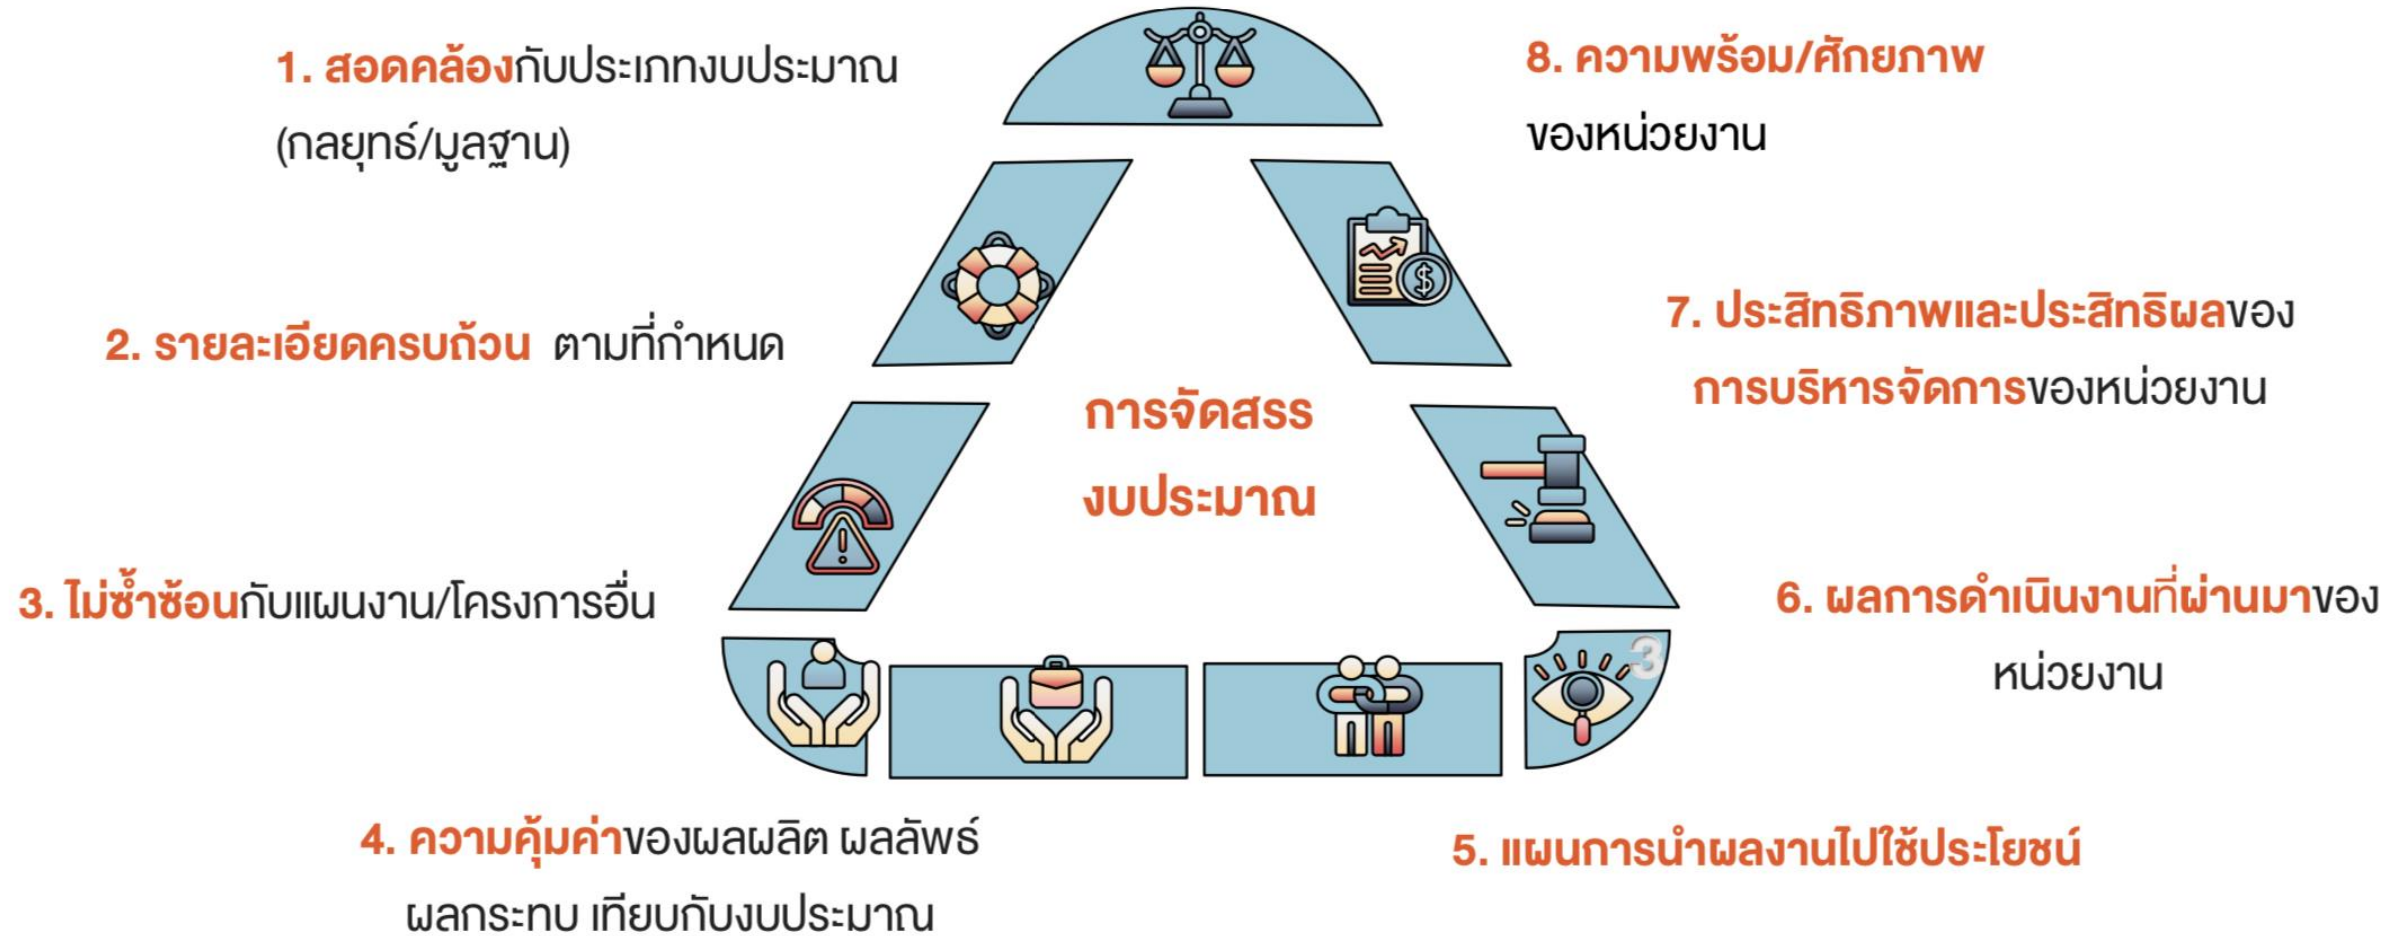 1. สอดคล้องกับประเภทงบประมาณ
(กลยุทธ์/มูลฐาน)
2. รายละเอียดครบถ้วน ตามที่กำหนด
3. ไม่ซ้ำซ้อนกับแผนงาน/โครงการอื่น
4. ความคุ้มค่าของผลผลิต ผลลัพธ์
ผลกระทบ เทียบกับงบประมาณ
5. แผนการนำผลงานไปใช้ประโยชน์
6. ผลการดำเนินงานที่ผ่านมาของ
หน่วยงาน
7. ประสิทธิภาพและประสิทธิผลของ
การบริหารจัดการของหน่วยงาน
8. ความพร้อม/ศักยภาพ
ของหน่วยงาน
การจัดสรร
งบประมาณ
3